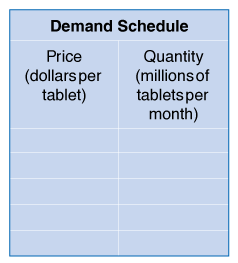 Demand Schedule
Price
(dollars per
tablet)
Quantity
(millions of
tablets per
month)